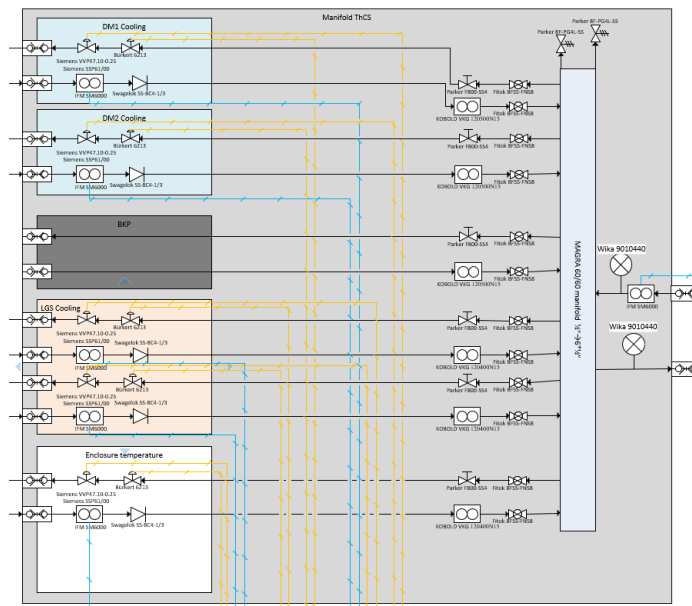 Manifold ThCS
Parker BF-PG4L-SS
Parker BF-PG4L-SS
DM1 Cooling
Bürkert 6213
Siemens VVP47.10-0.25
Siemens SSP61/00
IFM SM6000
Swagelok SS-8C4-1/3
Parker F800-SS4
Fitok BFSS-FNS8
KOBOLD VKG 120300N15
Fitok BFSS-FNS8
DM2 Cooling
Bürkert 6213
Siemens VVP47.10-0.25
Siemens SSP61/00
IFM SM6000
Swagelok SS-8C4-1/3
Parker F800-SS4
Fitok BFSS-FNS8
KOBOLD VKG 120300N15
Fitok BFSS-FNS8
BKP
Parker F800-SS4
Fitok BFSS-FNS8
KOBOLD VKG 120300N15
Fitok BFSS-FNS8
MAGRA 60/60 manifold
Wika 9010440
IFM SM6000
Wika 9010440
LGS Cooling
Bürkert 6213
Siemens VVP47.10-0.25
Siemens SSP61/00
IFM SM6000
Swagelok SS-8C4-1/3
Parker F800-SS4
Fitok BFSS-FNS8
KOBOLD VKG 120400N15
Fitok BFSS-FNS8
Bürkert 6213
Siemens VVP47.10-0.25
Siemens SSP61/00
IFM SM6000
Swagelok SS-8C4-1/3
Parker F800-SS4
Fitok BFSS-FNS8
KOBOLD VKG 120400N15
Fitok BFSS-FNS8
Enclosure temperature
Bürkert 6213
Siemens VVP47.10-0.25
Siemens SSP61/00
IFM SM6000
Swagelok SS-8C4-1/3
Parker F800-SS4
Fitok BFSS-FNS8
KOBOLD VKG 120400N15
Fitok BFSS-FNS8